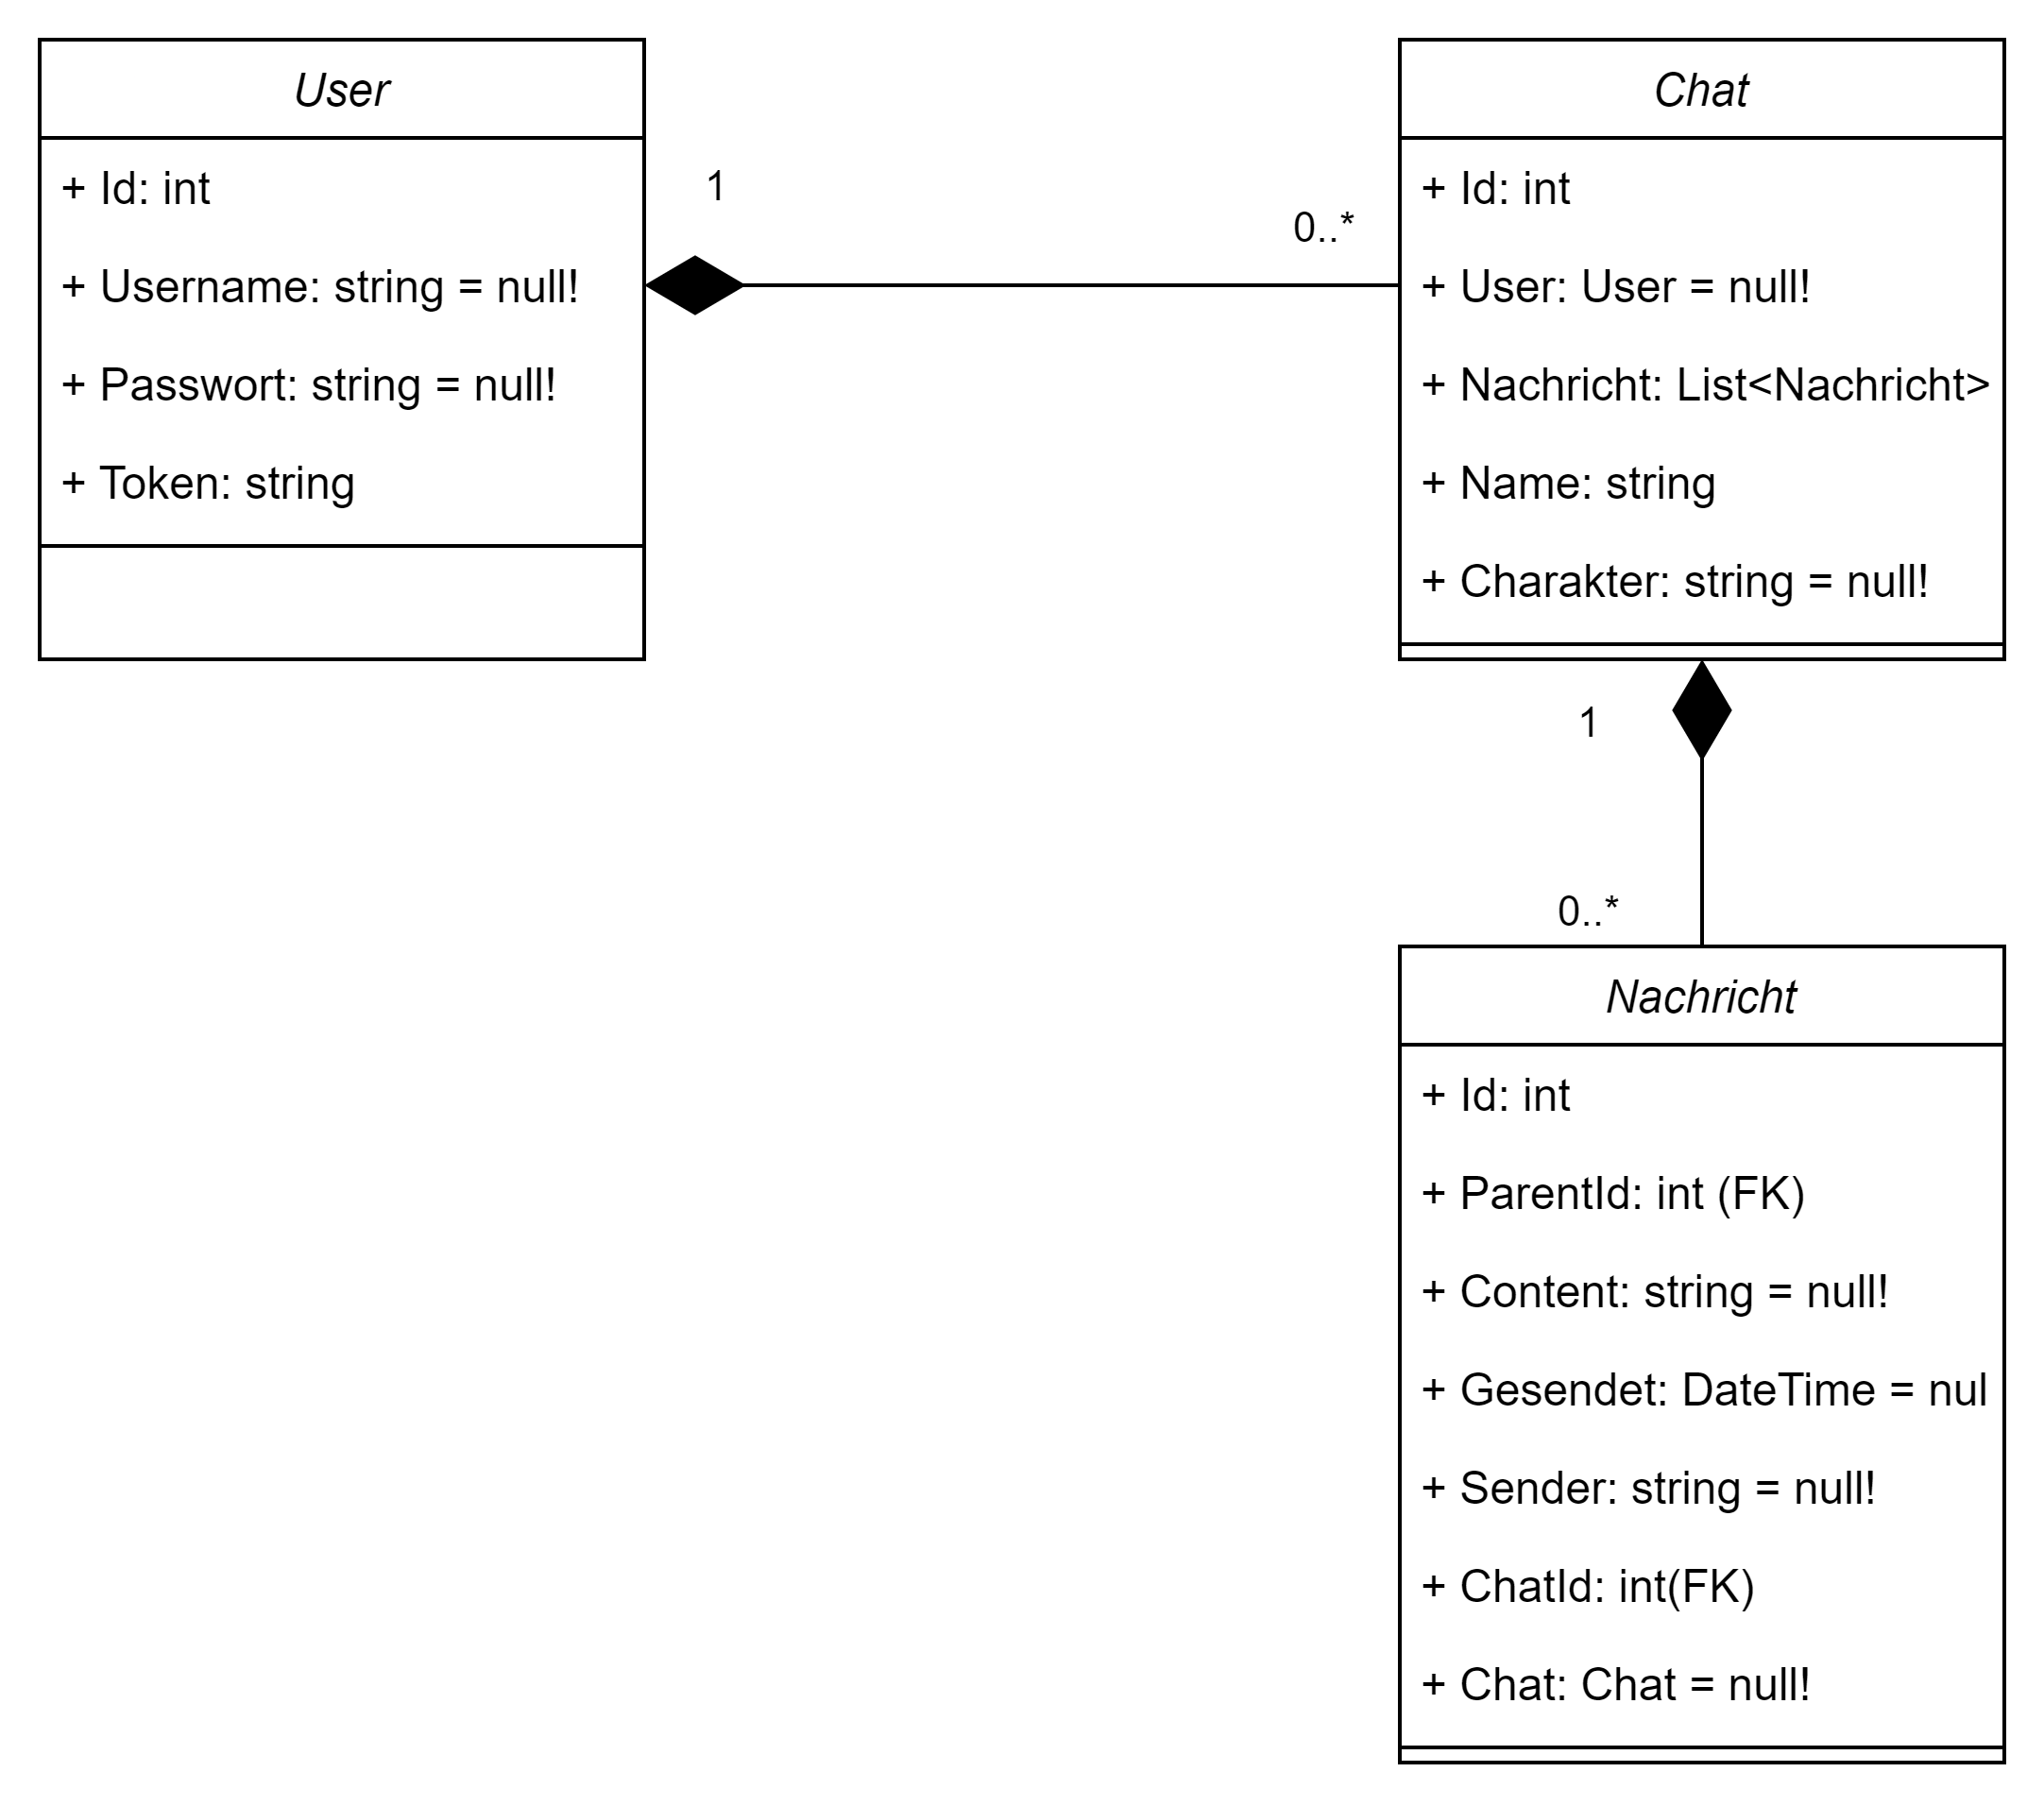 User
+ Id: int
+ Username: string = null!
+ Passwort: string = null!
+ Token: string
1
0..*
Chat
+ Id: int
+ User: User = null!
+ Nachricht: List<Nachricht>
+ Name: string
+ Charakter: string = null!
1
0..*
Nachricht
+ Id: int
+ ParentId: int (FK)
+ Content: string = null!
+ Gesendet: DateTime = nul
+ Sender: string = null!
+ ChatId: int(FK)
+ Chat: Chat = null!